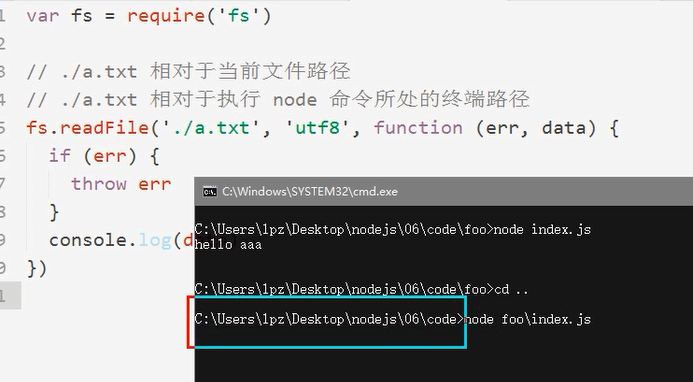 var fs = require('fs')
// ./a.txt 相对于当前文件路径
// ./a.txt 相对于执行 node 命令所处的终端路径
fs.readFile('./a.txt', 'utf8', function (err, data) {
if (err) {
throw err
}
console.log(d
})
C:\Windows\SYSTEM32\cmd.exe
C:\Users\lpz\Desktop\nodejs\06\code\foo>node index.js
hello aaa
C:\Users\lpz\Desktop\nodejs\06\code\foo>cd ..
C:\Users\lpz\Desktop\nodejs\06\code>node foo\index.js